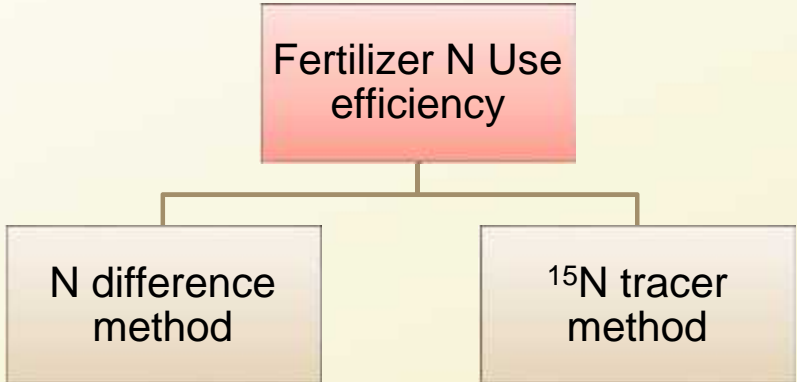 Fertilizer N Use
efficiency
N difference
method
¹⁵N tracer
method